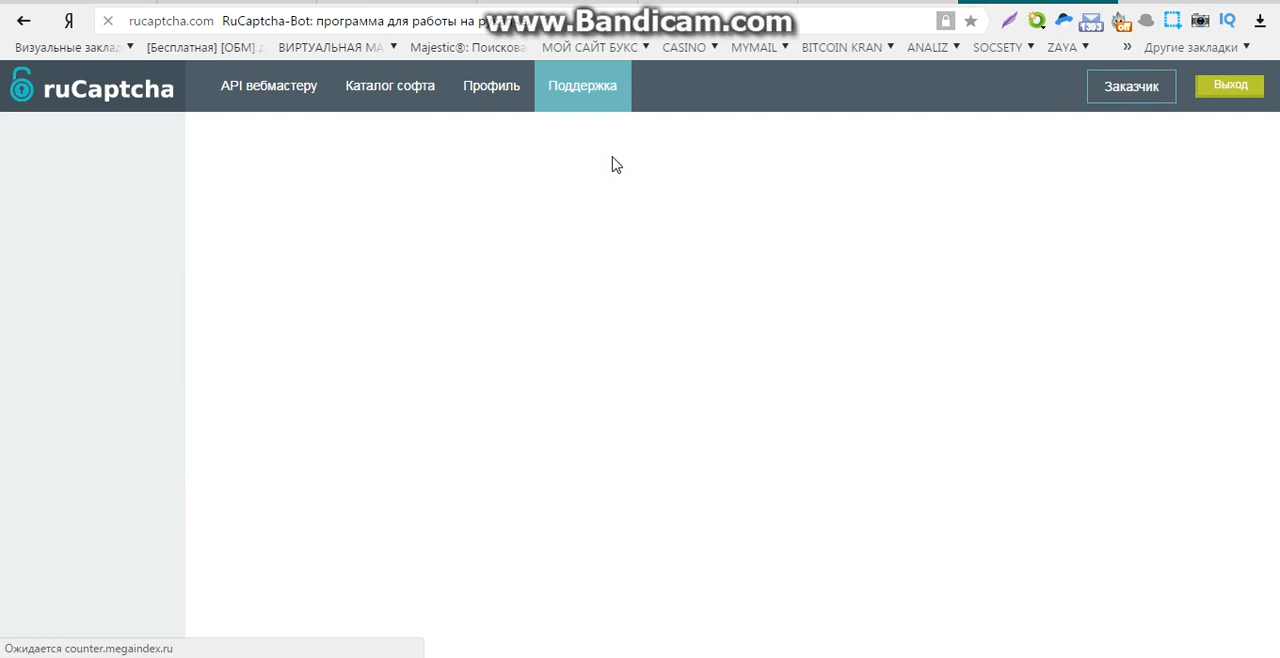 rucaptcha.com RuCaptcha-Bot: программа для работы на
www.Bandicam.com
Визуальные заклад [Бесплатная] [ОБМ] ВИРТУАЛЬНАЯ МА Majestic®: Поискова МОЙ САЙТ БУКС CASINO MYMAIL BITCOIN KRAN ANALIZ SOCSETY ZAYA » Другие закладки
ruCaptcha API вебмастеру Каталог софта Профиль Поддержка Заказчик Выход
Ожидается counter.megaindex.ru